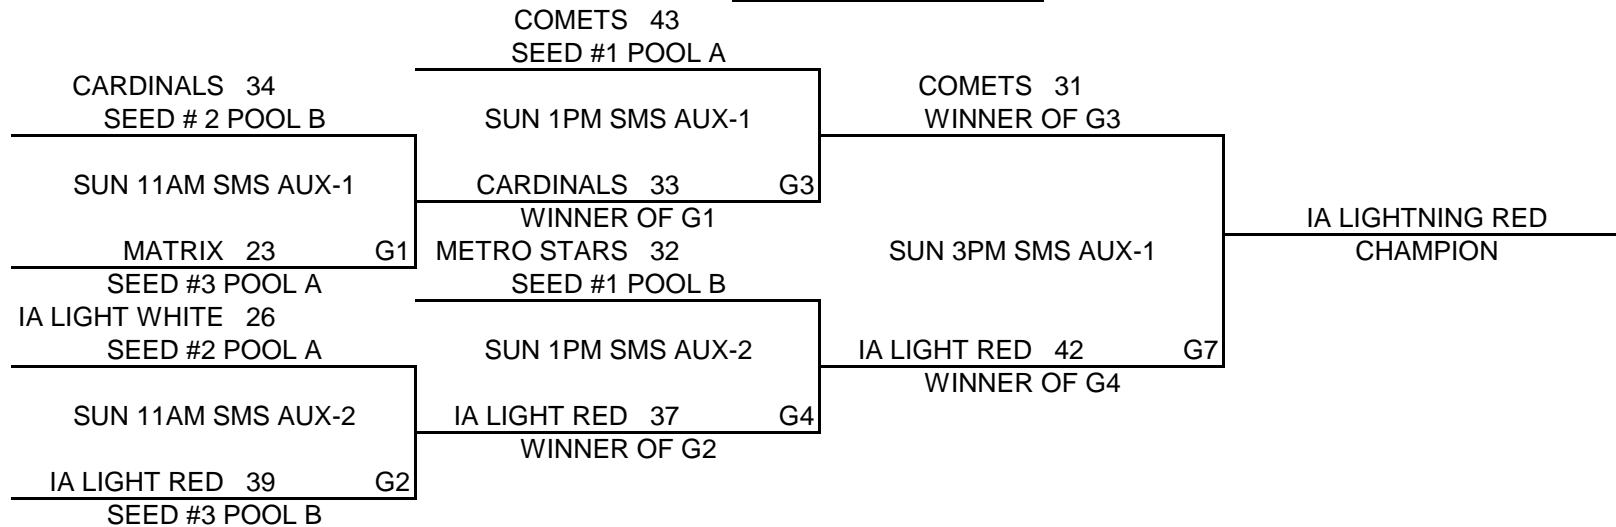 COMETS 43
SEED #1 POOL A
CARDINALS 34
SEED # 2 POOL B
SUN 1PM SMS AUX-1
COMETS 31
WINNER OF G3
SUN 11AM SMS AUX-1
CARDINALS 33 G3
WINNER OF G1
MATRIX 23 G1
SEED #3 POOL A
METRO STARS 32
SEED #1 POOL B
SUN 3PM SMS AUX-1
IA LIGHTNING RED
CHAMPION
IA LIGHT WHITE 26
SEED #2 POOL A
SUN 1PM SMS AUX-2
IA LIGHT RED 42 G7
WINNER OF G4
SUN 11AM SMS AUX-2
IA LIGHT RED 37 G4
WINNER OF G2
IA LIGHT RED 39 G2
SEED #3 POOL B